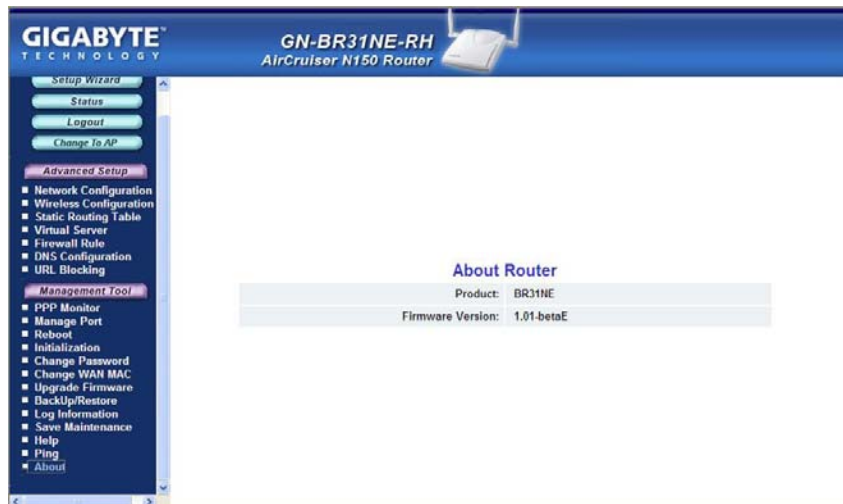 GIGABYTE™
TECHNOLOGY
GN-BR31NE-RH
AirCruiser N150 Router
Setup Wizard
Status
Logout
Change To AP
Advanced Setup
Network Configuration
Wireless Configuration
Static Routing Table
Virtual Server
Firewall Rule
DNS Configuration
URL Blocking
Management Tool
PPP Monitor
Manage Port
Reboot
Initialization
Change Password
Change WAN MAC
Upgrade Firmware
BackUp/Restore
Log Information
Save Maintenance
Help
Ping
About
About Router
Product: BR31NE
Firmware Version: 1.01-betaE